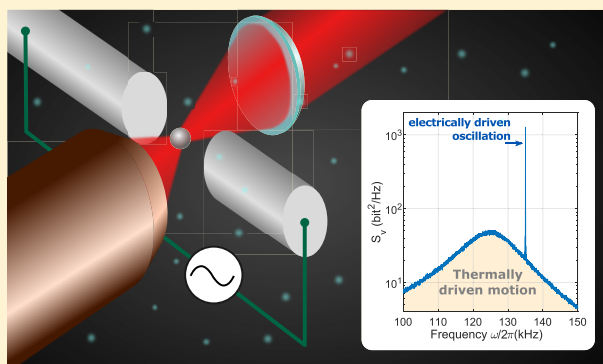 electrically driven
oscillation
10³
10²
10¹
S_v (bit²/Hz)
Thermally
driven motion
100 110 120 130 140 150
Frequency ω/2π(kHz)